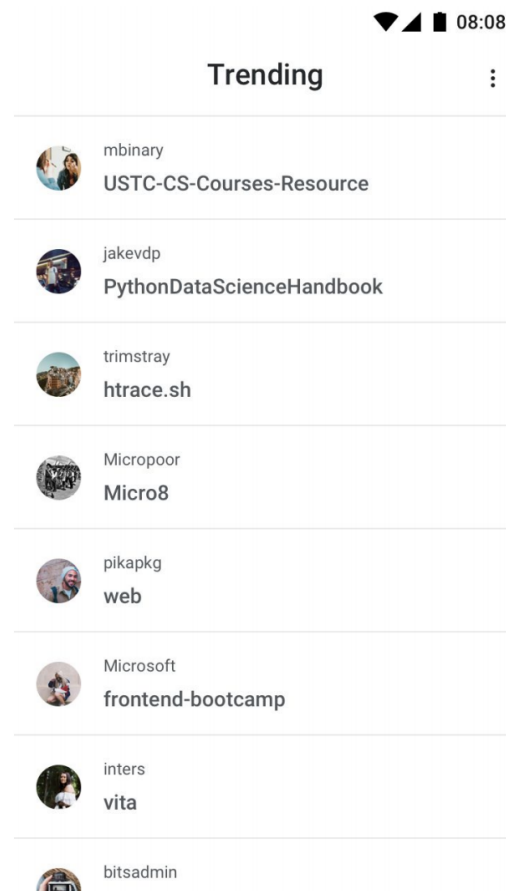 08:08
Trending
mbinary
USTC-CS-Courses-Resource
jakevdp
PythonDataScienceHandbook
trimstray
htrace.sh
Micropoor
Micro8
pikapkg
web
Microsoft
frontend-bootcamp
inters
vita
bitsadmin